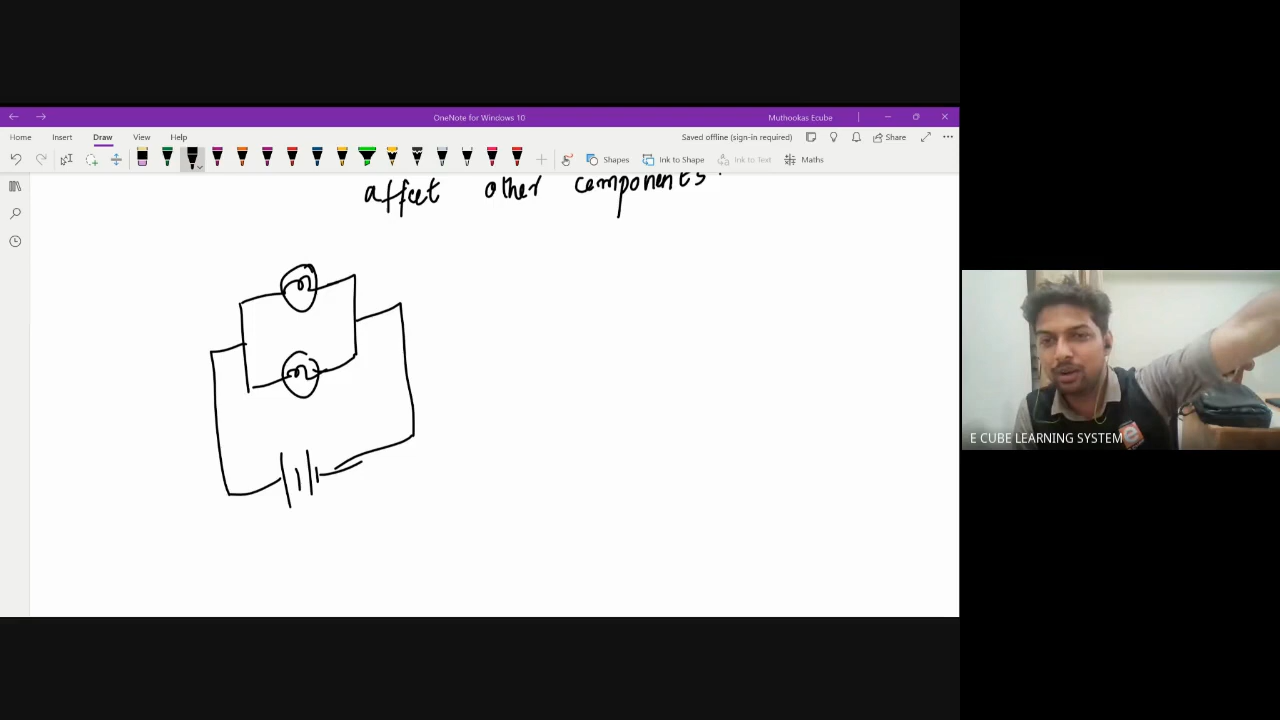 OneNote for Windows 10
Muthookas Ecube
Home Insert Draw View Help
Saved offline (sign-in required)
Share
Shapes
Ink to Shape
Ink to Text
Maths
affect other components.
E CUBE LEARNING SYSTEM
e